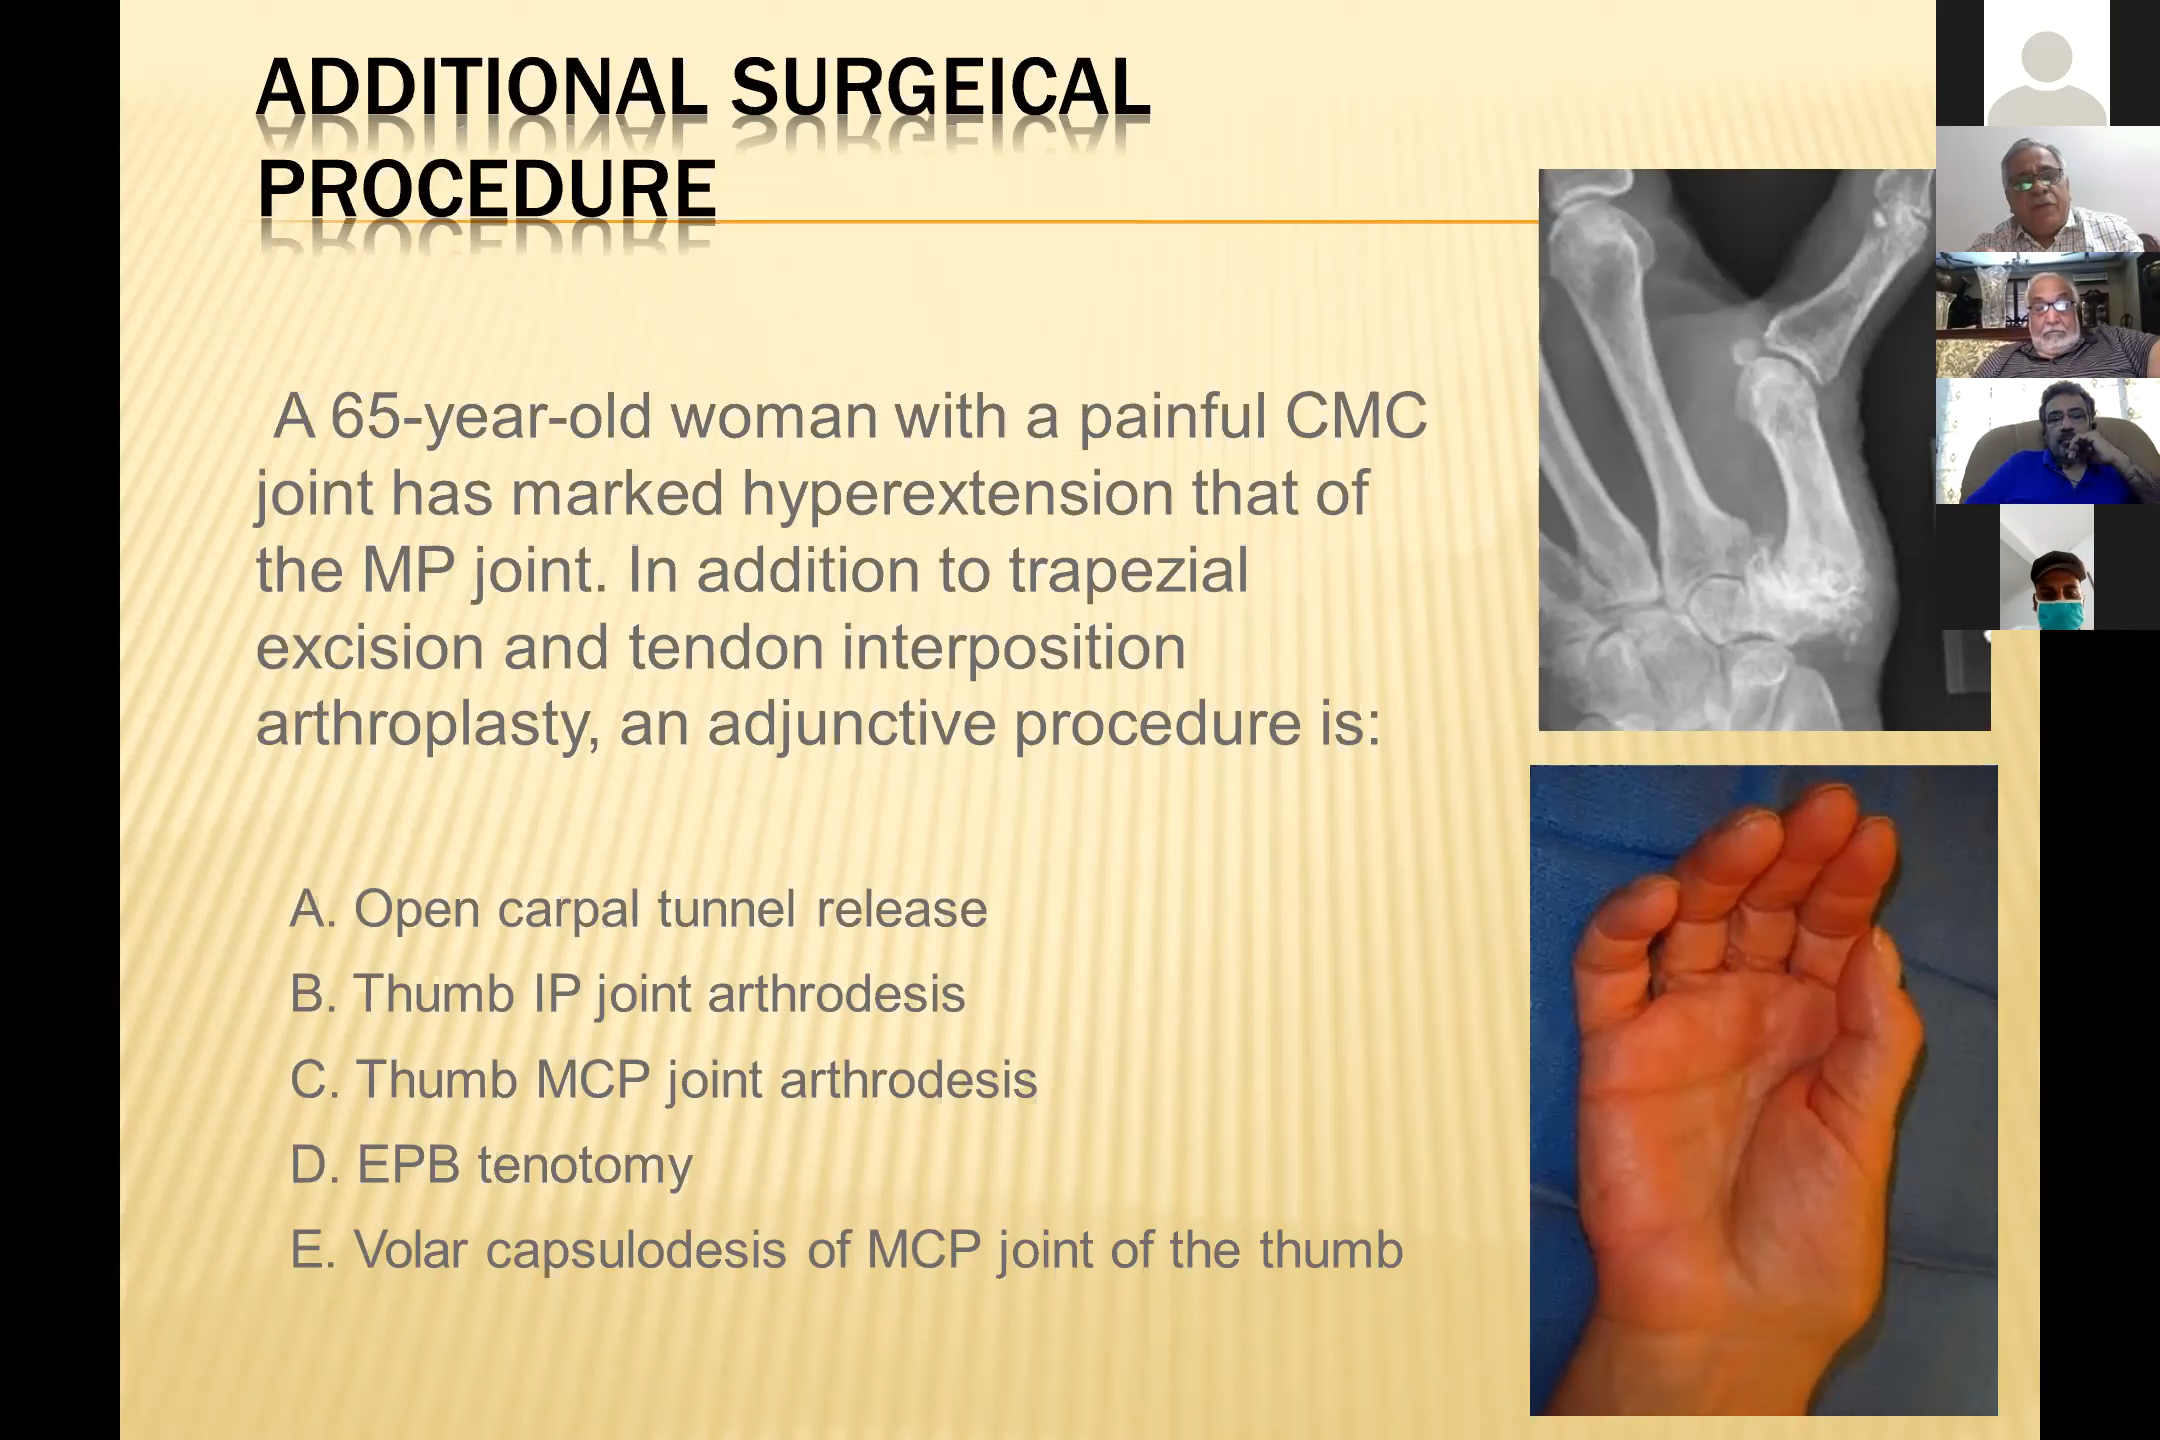 ADDITIONAL SURGEICAL
PROCEDURE
A 65-year-old woman with a painful CMC
joint has marked hyperextension that of
the MP joint. In addition to trapezial
excision and tendon interposition
arthroplasty, an adjunctive procedure is:
A. Open carpal tunnel release
B. Thumb IP joint arthrodesis
C. Thumb MCP joint arthrodesis
D. EPB tenotomy
E. Volar capsulodesis of MCP joint of the thumb